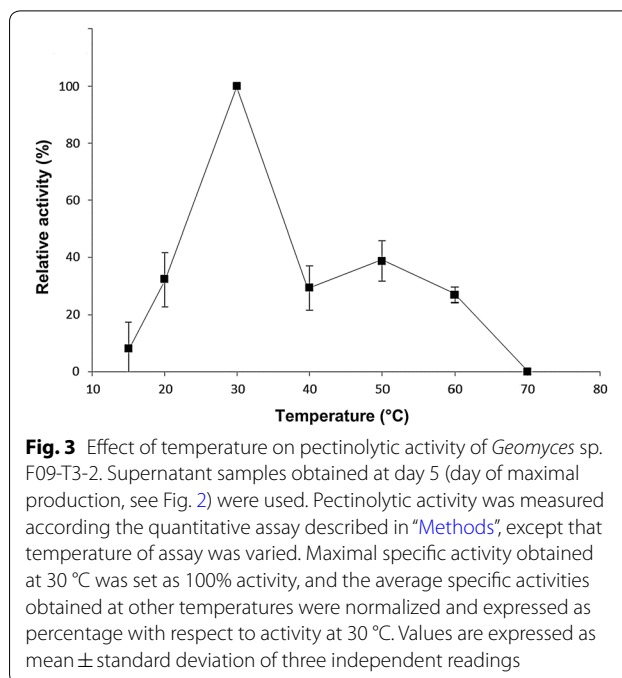 100
80
60
40
20
0
Relative activity (%)
10 20 30 40 50 60 70 80
Temperature (°C)
Fig. 3 Effect of temperature on pectinolytic activity of Geomyces sp.
F09-T3-2. Supernatant samples obtained at day 5 (day of maximal
production, see Fig. 2) were used. Pectinolytic activity was measured
according the quantitative assay described in “Methods”, except that
temperature of assay was varied. Maximal specific activity obtained
at 30 °C was set as 100% activity, and the average specific activities
obtained at other temperatures were normalized and expressed as
percentage with respect to activity at 30 °C. Values are expressed as
mean ± standard deviation of three independent readings